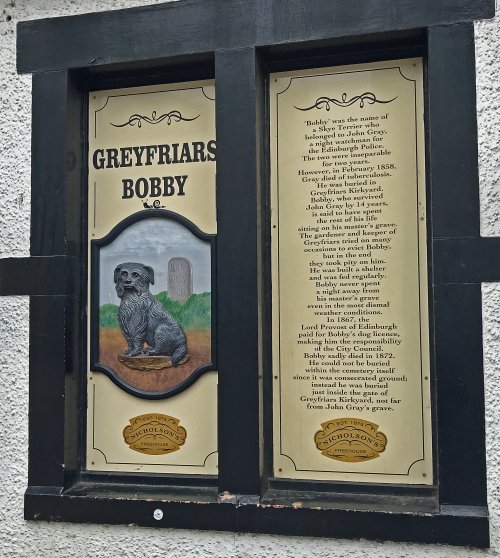 GREYFRIARS
BOBBY
EST 1873
NICHOLSON'S
FREEHOUSE
'Bobby' was the name of
a Skye Terrier who
belonged to John Gray,
a night watchman for
the Edinburgh Police.
The two were inseparable
for two years.
However, in February 1858,
Gray died of tuberculosis.
He was buried in
Greyfriars Kirkyard.
Bobby, who survived
John Gray by 14 years,
is said to have spent
the rest of his life
sitting on his master's grave.
The gardener and keeper of
Greyfriars tried on many
occasions to evict Bobby,
but in the end
they took pity on him.
He was built a shelter
and was fed regularly.
Bobby never spent
a night away from
his master's grave
even in the most dismal
weather conditions.
In 1867, the
Lord Provost of Edinburgh
paid for Bobby's dog licence,
making him the responsibility
of the City Council.
Bobby sadly died in 1872.
He could not be buried
within the cemetery itself
since it was consecrated ground;
instead he was buried
just inside the gate of
Greyfriars Kirkyard, not far
from John Gray's grave.
EST 1873
NICHOLSON'S
FREEHOUSE